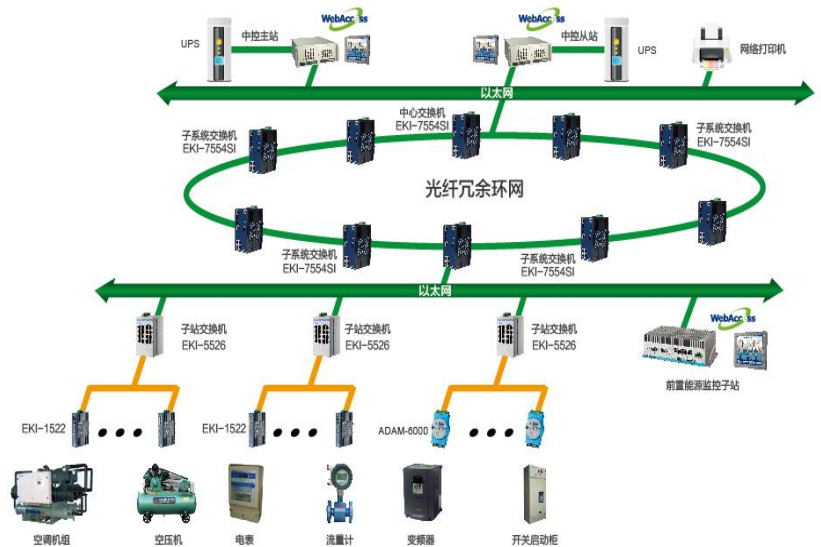 WebAccess
WebAccess
UPS
中控主站
中控从站
UPS
网络打印机
以太网
子系统交换机
EKI-7554SI
中心交换机
EKI-7554SI
子系统交换机
EKI-7554SI
光纤冗余环网
子系统交换机
EKI-7554SI
子系统交换机
EKI-7554SI
以太网
子站交换机
EKI-5526
子站交换机
EKI-5526
子站交换机
EKI-5526
WebAccess
前置能源监控子站
EKI-1522
EKI-1522
ADAM-6000
空调机组
空压机
电表
流量计
变频器
开关启动柜